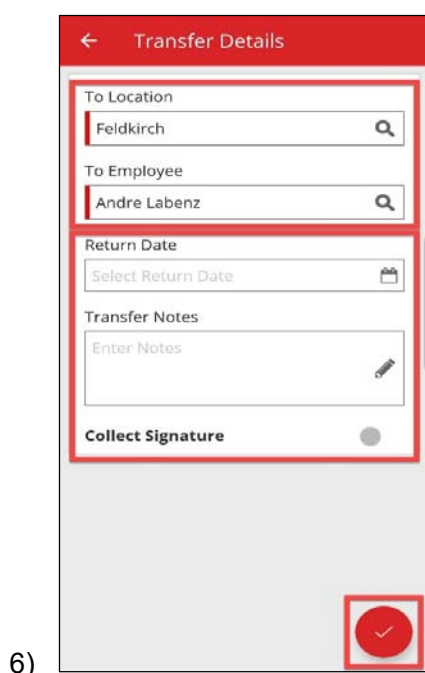 Transfer Details
To Location
Feldkirch
To Employee
Andre Labenz
Return Date
Select Return Date
Transfer Notes
Enter Notes
Collect Signature
6)